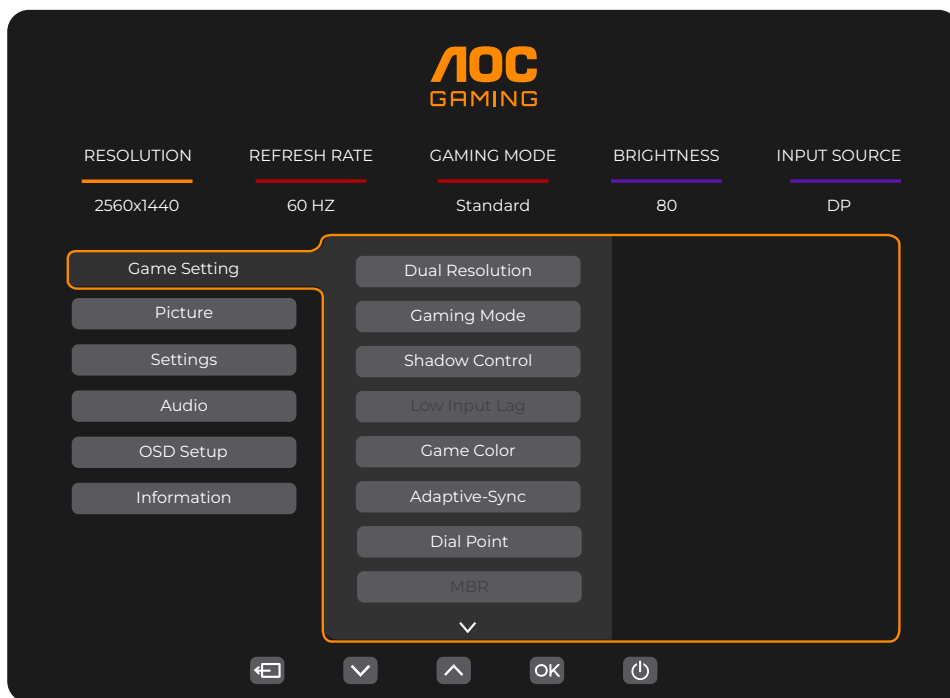 AOC
GAMING
RESOLUTION REFRESH RATE GAMING MODE BRIGHTNESS INPUT SOURCE
2560x1440 60 HZ Standard 80 DP
Game Setting
Dual Resolution
Picture
Gaming Mode
Settings
Shadow Control
Audio
Low Input Lag
OSD Setup
Game Color
Information
Adaptive-Sync
Dial Point
MBR
OK